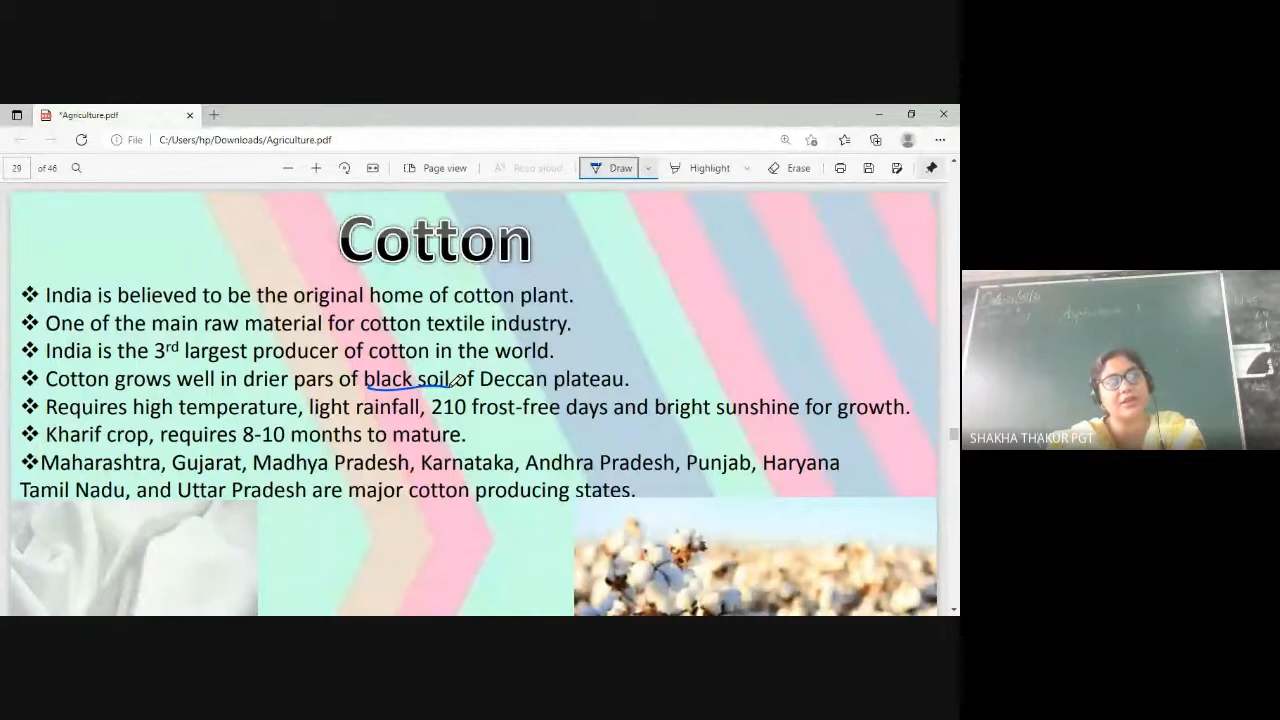 *Agriculture.pdf
File
C:/Users/hp/Downloads/Agriculture.pdf
29 of 46
Page view
Read aloud
Draw
Highlight
Erase
Cotton
❖ India is believed to be the original home of cotton plant.
❖ One of the main raw material for cotton textile industry.
❖ India is the 3rd largest producer of cotton in the world.
❖ Cotton grows well in drier pars of black soil of Deccan plateau.
❖ Requires high temperature, light rainfall, 210 frost-free days and bright sunshine for growth.
❖ Kharif crop, requires 8-10 months to mature.
❖Maharashtra, Gujarat, Madhya Pradesh, Karnataka, Andhra Pradesh, Punjab, Haryana
Tamil Nadu, and Uttar Pradesh are major cotton producing states.
Agriculture
SHAKHA THAKUR PGT